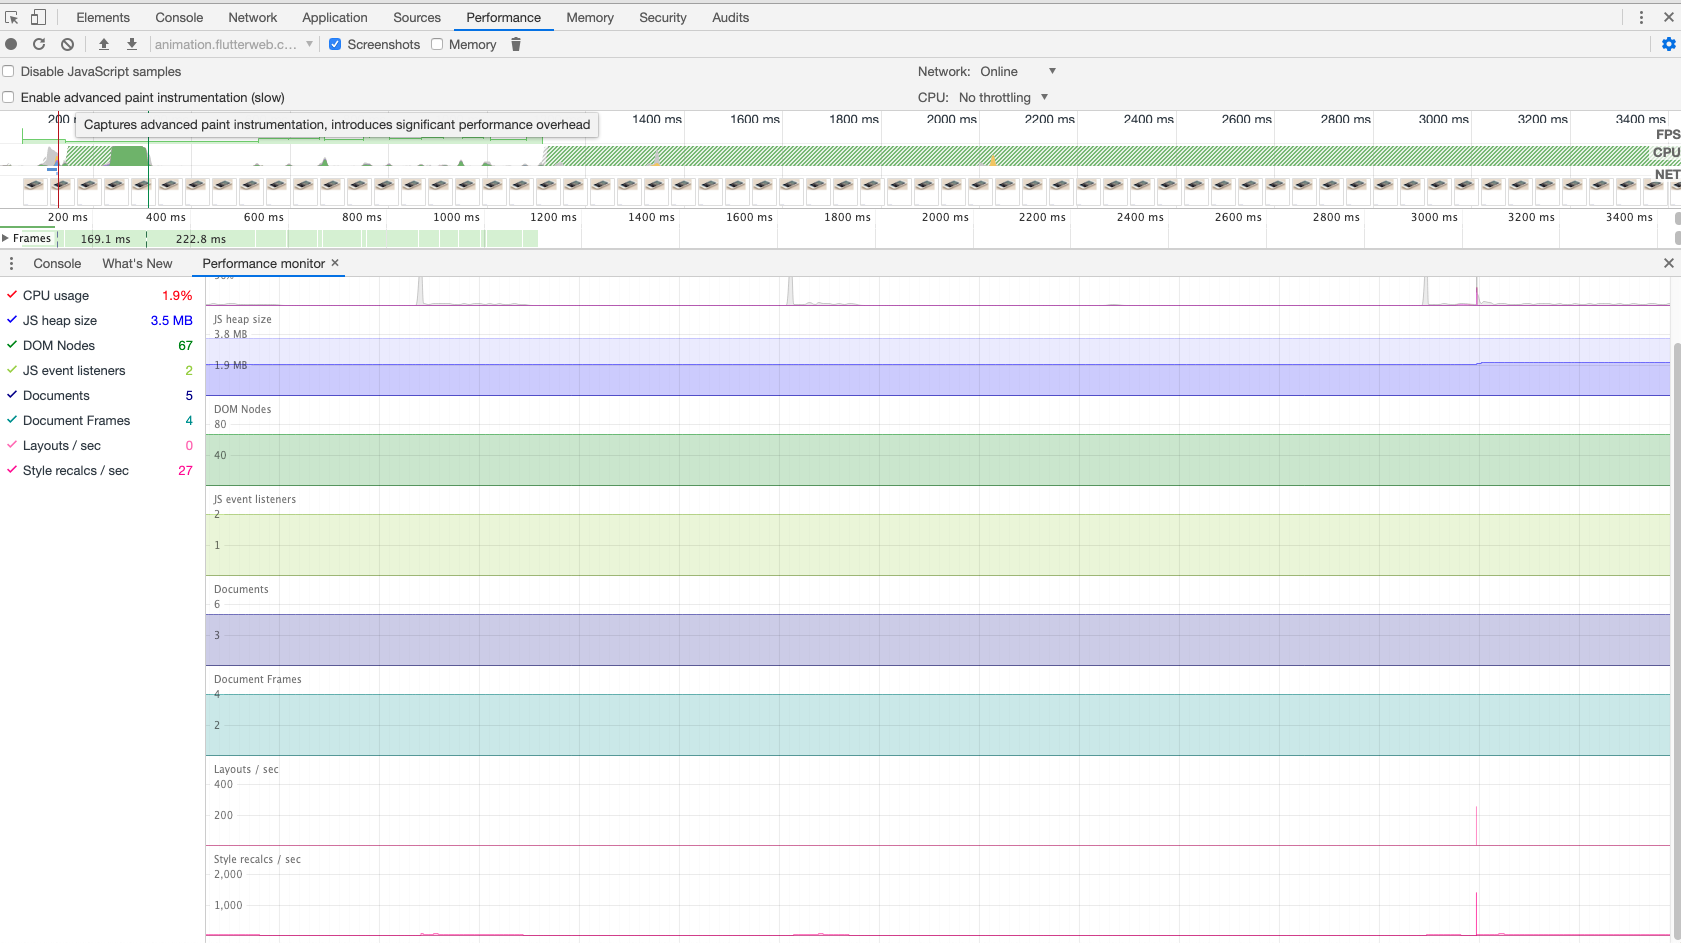 Elements Console Network Application Sources Performance Memory Security Audits
animation.flutterweb.c... Screenshots Memory
Disable JavaScript samples Network: Online
Enable advanced paint instrumentation (slow) CPU: No throttling
200 1400 ms 1600 ms 1800 ms 2000 ms 2200 ms 2400 ms 2600 ms 2800 ms 3000 ms 3200 ms 3400 ms
Captures advanced paint instrumentation, introduces significant performance overhead
FPS
CPU
NET
200 ms 400 ms 600 ms 800 ms 1000 ms 1200 ms 1400 ms 1600 ms 1800 ms 2000 ms 2200 ms 2400 ms 2600 ms 2800 ms 3000 ms 3200 ms 3400 ms
Frames 169.1 ms 222.8 ms
Console What's New Performance monitor ×
CPU usage 1.9%
JS heap size 3.5 MB
DOM Nodes 67
JS event listeners 2
Documents 5
Document Frames 4
Layouts / sec 0
Style recalcs / sec 27
JS heap size
3.8 MB
1.9 MB
DOM Nodes
80
40
JS event listeners
2
1
Documents
6
3
Document Frames
4
2
Layouts / sec
400
200
Style recalcs / sec
2,000
1,000